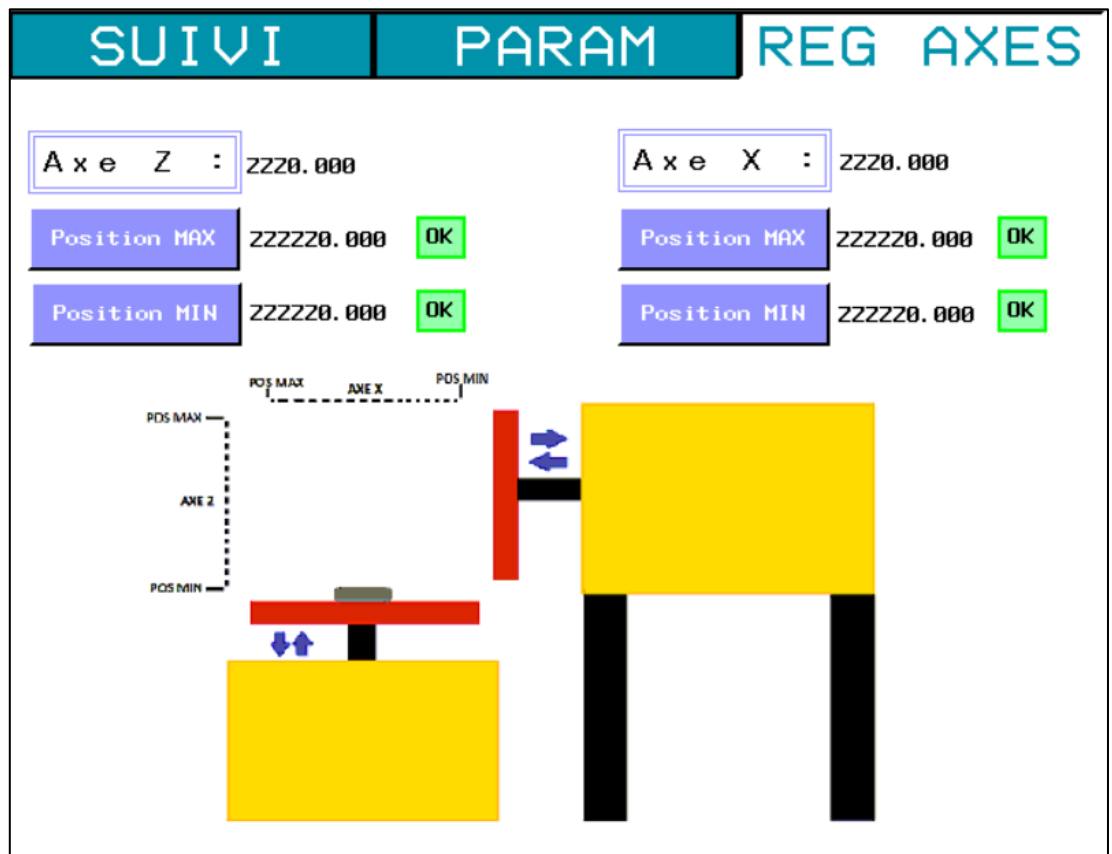 SUIVI PARAM REG AXES
Axe Z : ZZZ0.000 Axe X : ZZZ0.000
Position MAX ZZZZZ0.000 OK Position MAX ZZZZZ0.000 OK
Position MIN ZZZZZ0.000 OK Position MIN ZZZZZ0.000 OK
POS MAX AXE X POS MIN
POS MAX
AXE Z
POS MIN